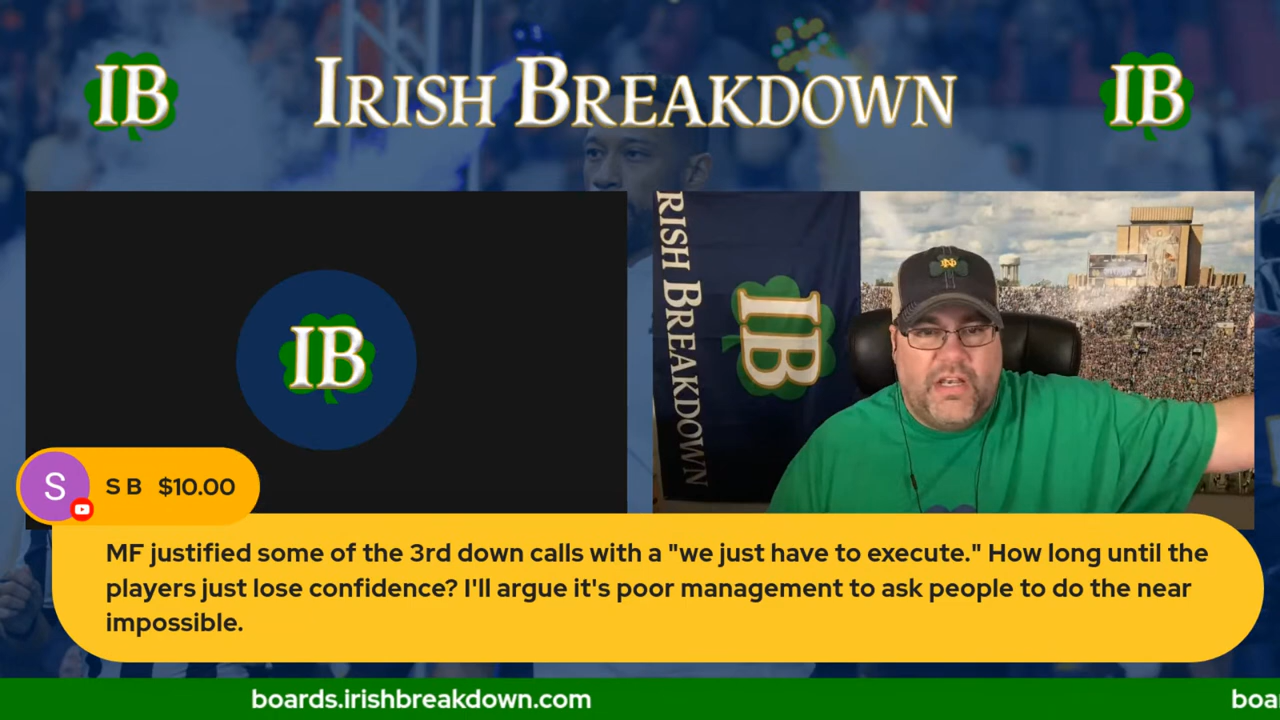 IB
IRISH BREAKDOWN
IB
IB
RISH BREAKDOWN
IB
S
S B $10.00
MF justified some of the 3rd down calls with a "we just have to execute." How long until the
players just lose confidence? I'll argue it's poor management to ask people to do the near
impossible.
boards.irishbreakdown.com
boa